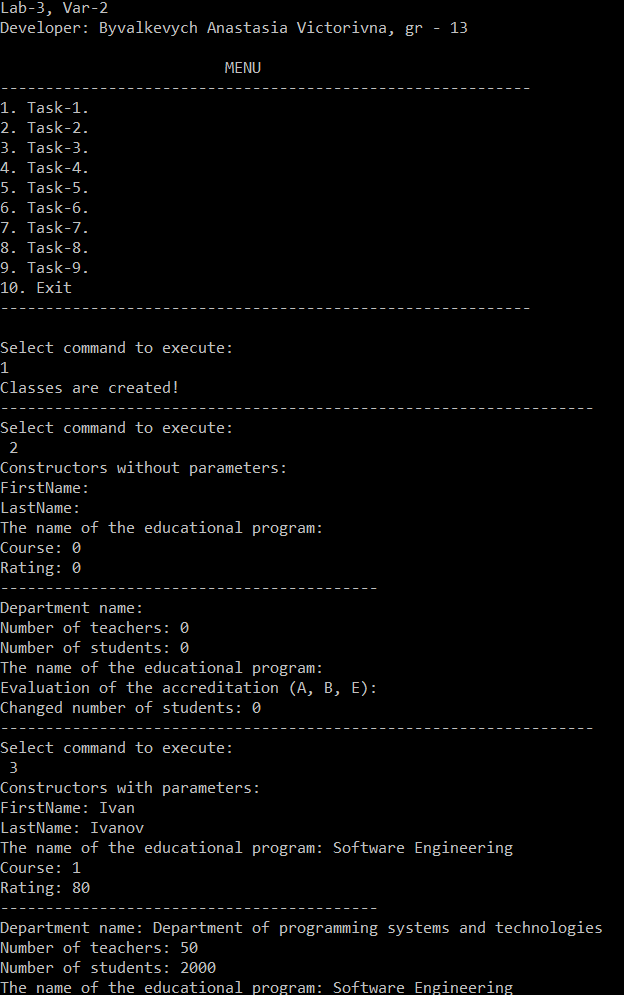 Lab-3, Var-2
Developer: Byvalkevych Anastasia Victorivna, gr - 13
MENU
-----------------------------------------------------------
1. Task-1.
2. Task-2.
3. Task-3.
4. Task-4.
5. Task-5.
6. Task-6.
7. Task-7.
8. Task-8.
9. Task-9.
10. Exit
-----------------------------------------------------------
Select command to execute:
1
Classes are created!
------------------------------------------------------------------
Select command to execute:
2
Constructors without parameters:
FirstName:
LastName:
The name of the educational program:
Course: 0
Rating: 0
------------------------------------------
Department name:
Number of teachers: 0
Number of students: 0
The name of the educational program:
Evaluation of the accreditation (A, B, E):
Changed number of students: 0
------------------------------------------------------------------
Select command to execute:
3
Constructors with parameters:
FirstName: Ivan
LastName: Ivanov
The name of the educational program: Software Engineering
Course: 1
Rating: 80
------------------------------------------
Department name: Department of programming systems and technologies
Number of teachers: 50
Number of students: 2000
The name of the educational program: Software Engineering